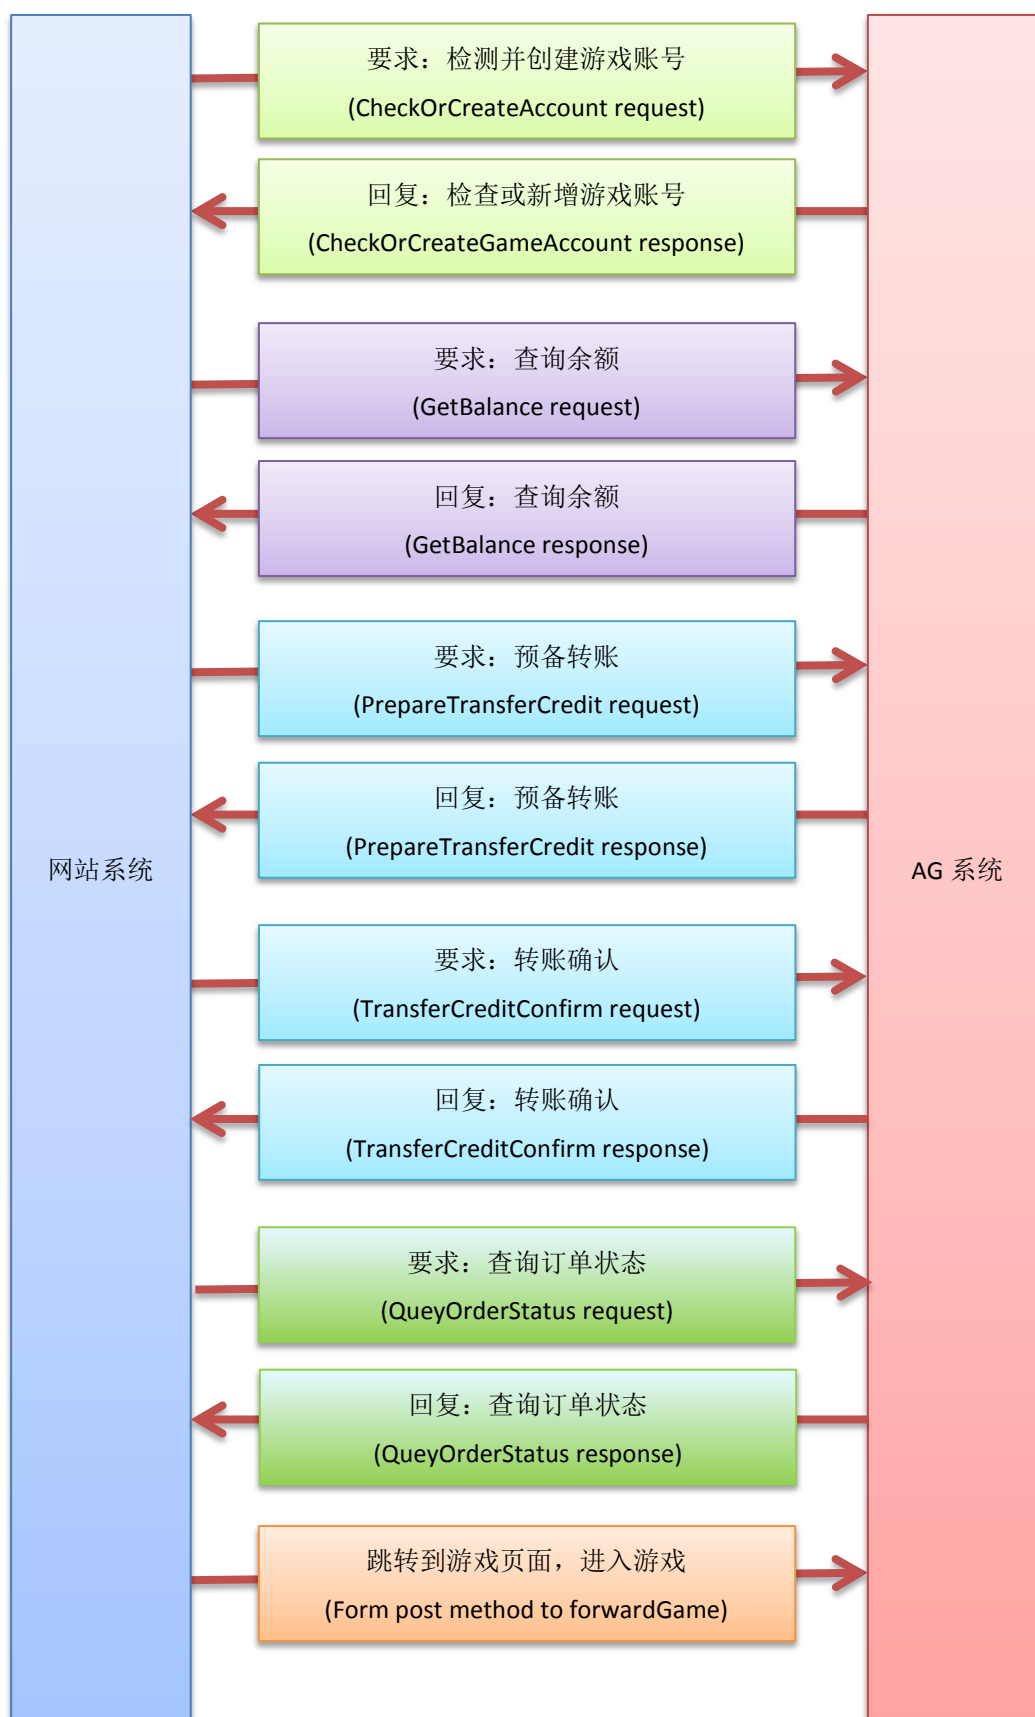 要求：检测并创建游戏账号
(CheckOrCreateAccount request)
回复：检查或新增游戏账号
(CheckOrCreateGameAccount response)
要求：查询余额
(GetBalance request)
回复：查询余额
(GetBalance response)
要求：预备转账
(PrepareTransferCredit request)
回复：预备转账
(PrepareTransferCredit response)
网站系统
AG 系统
要求：转账确认
(TransferCreditConfirm request)
回复：转账确认
(TransferCreditConfirm response)
要求：查询订单状态
(QueyOrderStatus request)
回复：查询订单状态
(QueyOrderStatus response)
跳转到游戏页面，进入游戏
(Form post method to forwardGame)